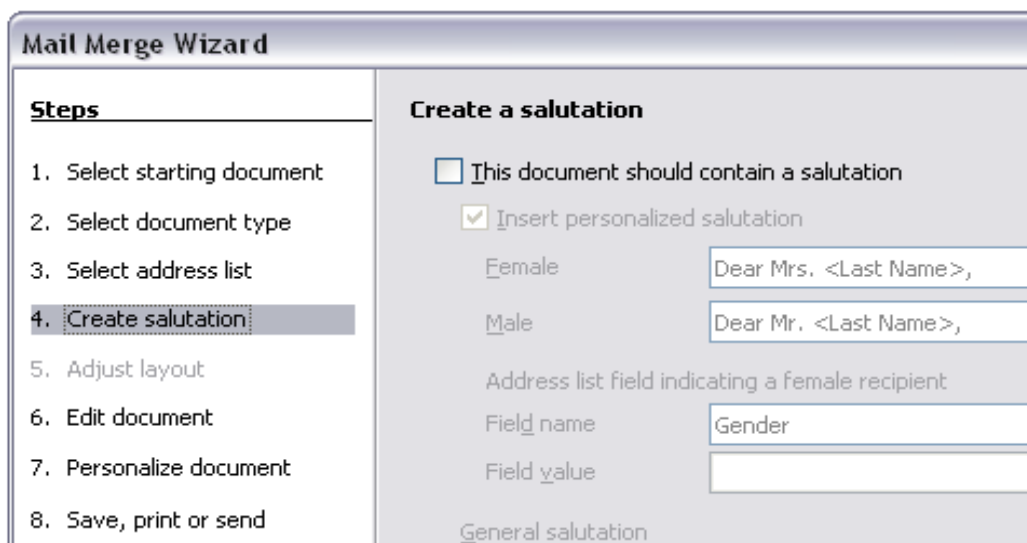 Mail Merge Wizard
Steps
1. Select starting document
2. Select document type
3. Select address list
4. Create salutation
5. Adjust layout
6. Edit document
7. Personalize document
8. Save, print or send
Create a salutation
This document should contain a salutation
Insert personalized salutation
Female Dear Mrs. <Last Name>,
Male Dear Mr. <Last Name>,
Address list field indicating a female recipient
Field name Gender
Field value
General salutation